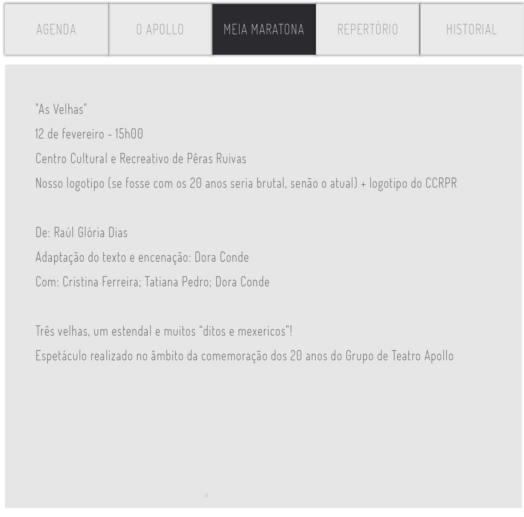 AGENDA
O APOLLO
MEIA MARATONA
REPERTÓRIO
HISTORIAL
"As Velhas"
12 de fevereiro - 15h00
Centro Cultural e Recreativo de Pêras Ruivas
Nosso logotipo (se fosse com os 20 anos seria brutal, senão o atual) + logotipo do CCRPR
De: Raúl Glória Dias
Adaptação do texto e encenação: Dora Conde
Com: Cristina Ferreira; Tatiana Pedro; Dora Conde
Três velhas, um estendal e muitos "ditos e mexericos"!
Espetáculo realizado no âmbito da comemoração dos 20 anos do Grupo de Teatro Apollo